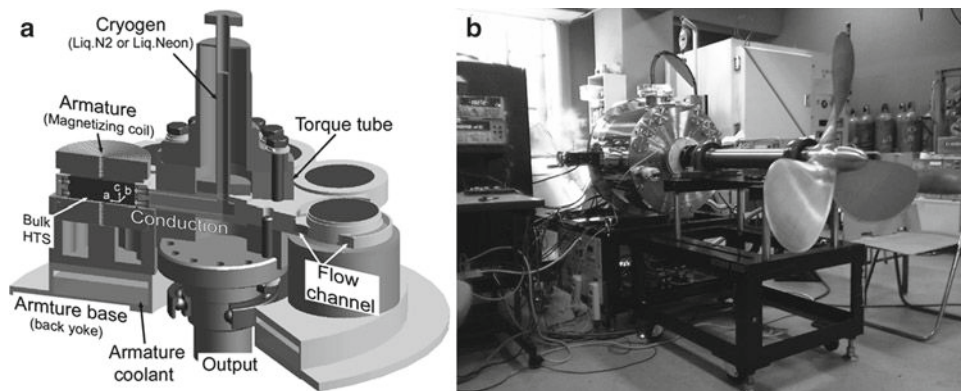 a
Cryogen
(Liq.N2 or Liq.Neon)
Armature
(Magnetizing coil)
Torque tube
c
b
a
Bulk
HTS
Conduction
Flow
channel
Armture base
(back yoke)
Armature
coolant
Output
b